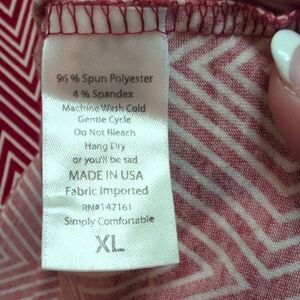 96 % Spun Polyester
4 % Spandex
Machine Wash Cold
Gentle Cycle
Do Not Bleach
Hang Dry
or you'll be sad
MADE IN USA
Fabric Imported
RN#147161
Simply Comfortable
XL